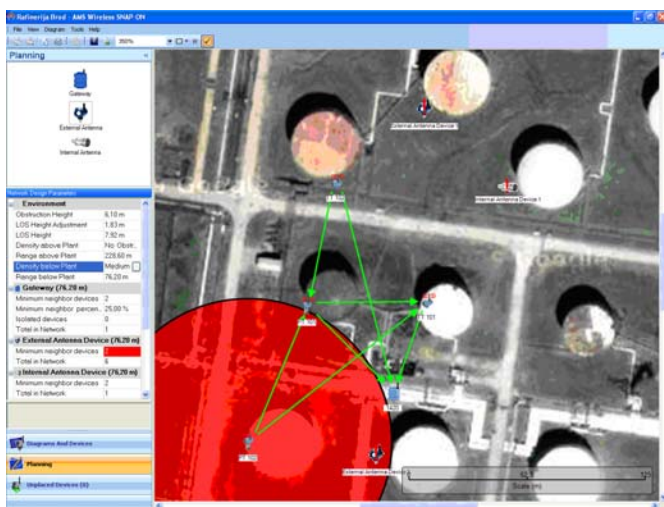 Rafinerija Brod - AMS Wireless SNAP ON
File View Diagram Tools Help
350%
Planning
Gateway
External Antenna
Internal Antenna
Network Design Parameters
Environment
Obstruction Height 6,10 m
LOS Height Adjustment 1,83 m
LOS Height 7,92 m
Density above Plant No Obst..
Range above Plant 228,60 m
Density below Plant Medium
Range below Plant 76,20 m
Gateway (76,20 m)
Minimum neighbor devices 2
Minimum neighbor percen.. 25,00 %
Isolated devices 0
Total in Network 1
External Antenna Device (76,20 m)
Minimum neighbor devices 2
Total in Network 6
Internal Antenna Device (76,20 m)
Minimum neighbor devices 2
Total in Network 1
Diagrams And Devices
Planning
Unplaced Devices (0)
External Antenna Device 1
Internal Antenna Device 1
101
External Antenna Device
Scale (m)